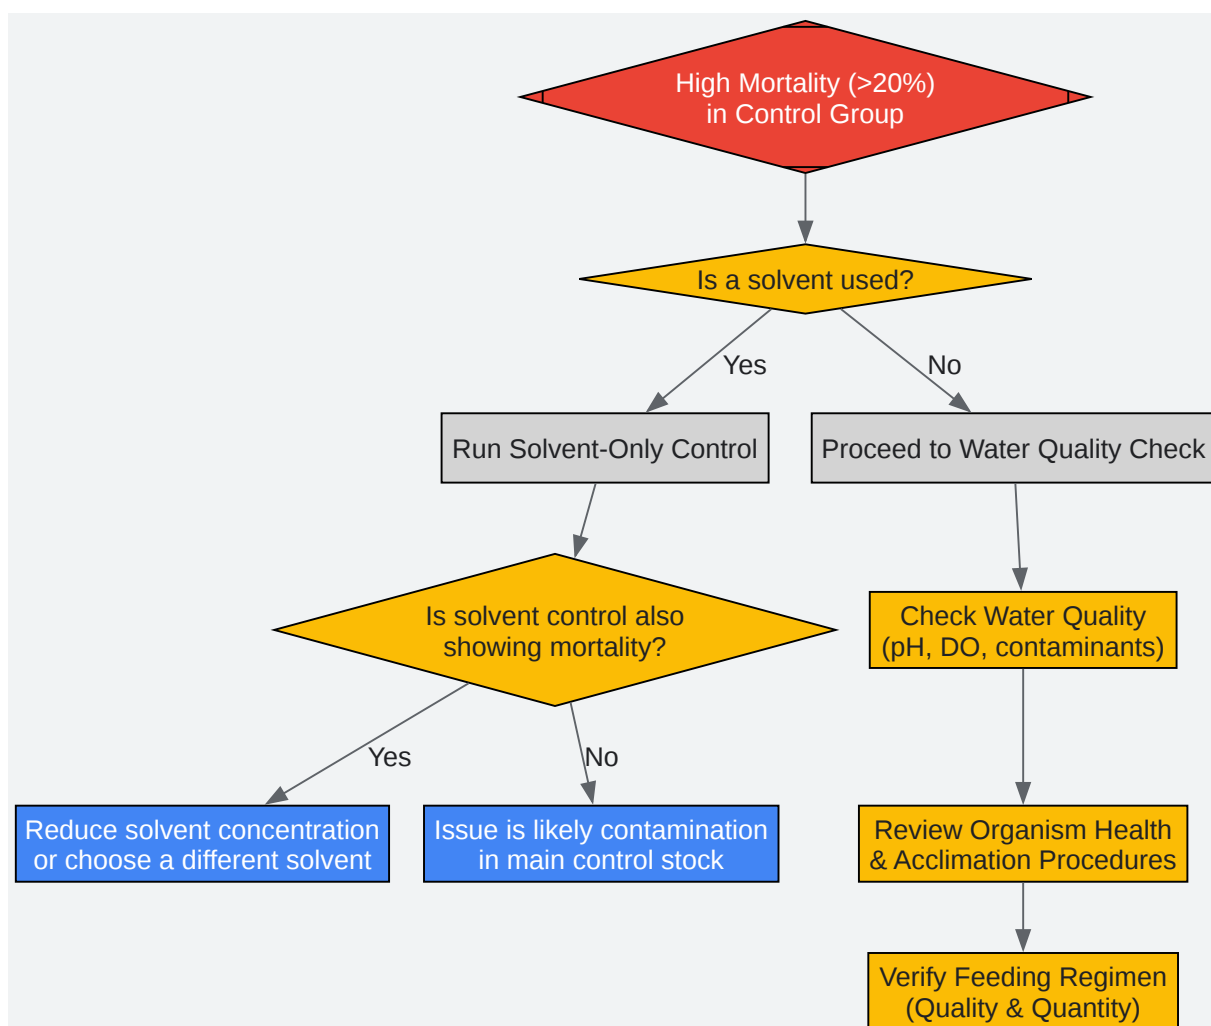 High Mortality (>20%)
in Control Group
Is a solvent used?
Yes
No
Run Solvent-Only Control
Proceed to Water Quality Check
Is solvent control also
showing mortality?
Check Water Quality
(pH, DO, contaminants)
Yes
No
Reduce solvent concentration
or choose a different solvent
Issue is likely contamination
in main control stock
Review Organism Health
& Acclimation Procedures
Verify Feeding Regimen
(Quality & Quantity)